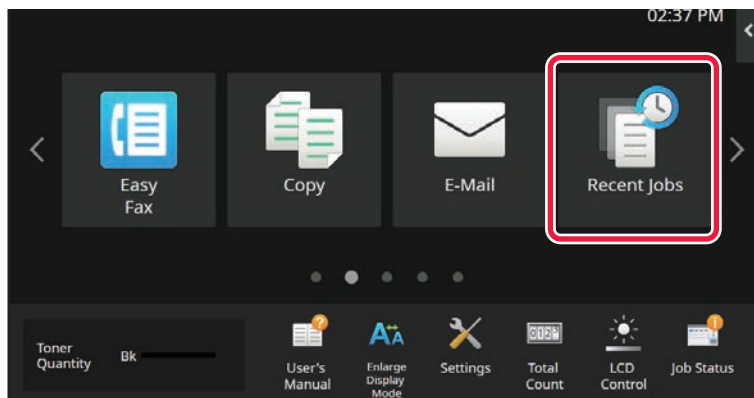 02:37 PM
Easy
Fax
Copy
E-Mail
Recent Jobs
Toner
Quantity
Bk
User's
Manual
Enlarge
Display
Mode
Settings
Total
Count
LCD
Control
Job Status